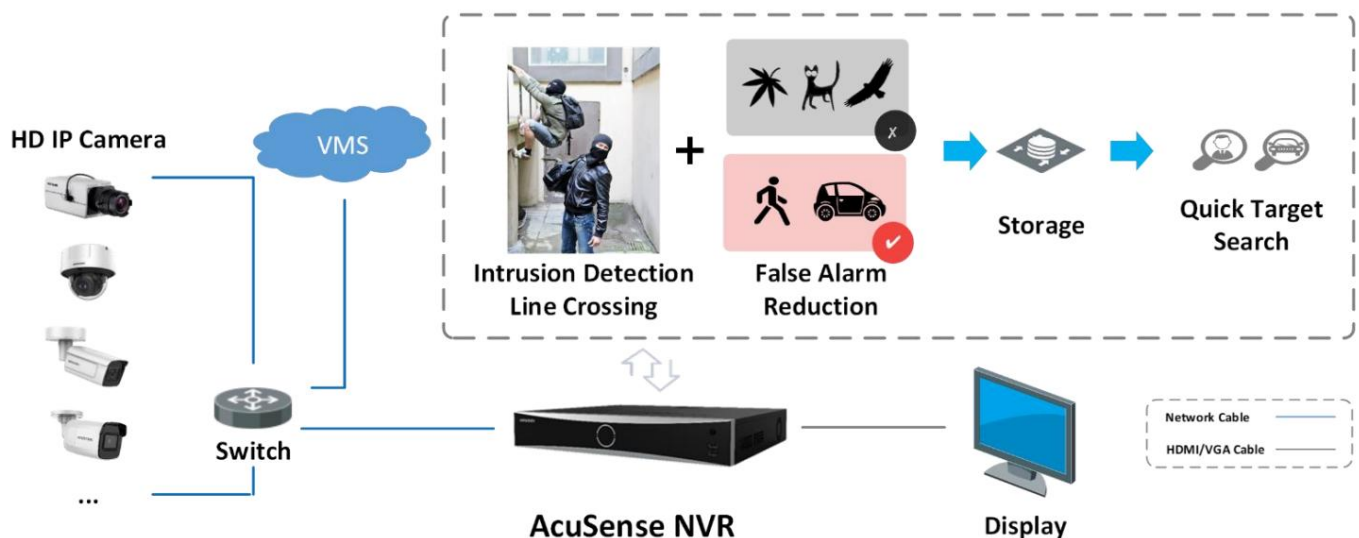 HD IP Camera
VMS
Intrusion Detection
Line Crossing
+
False Alarm
Reduction
Storage
Quick Target
Search
Switch
...
AcuSense NVR
Display
Network Cable
HDMI/VGA Cable